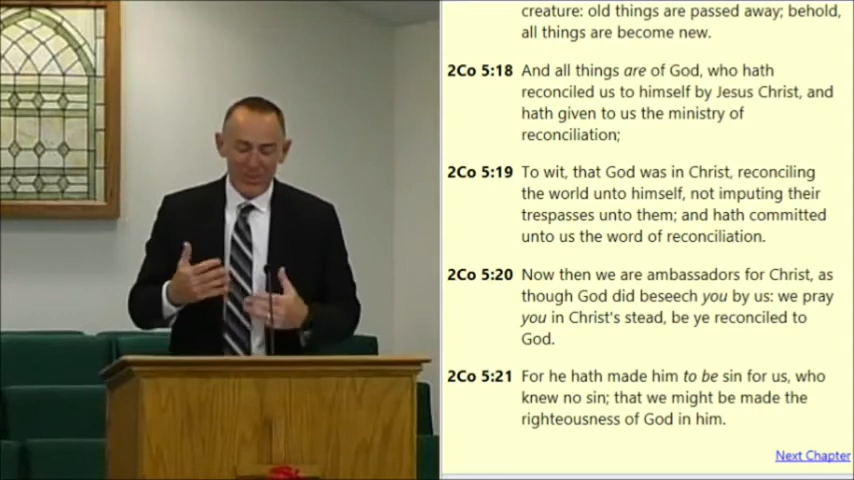 creature: old things are passed away; behold,
all things are become new.
2Co 5:18 And all things are of God, who hath
reconciled us to himself by Jesus Christ, and
hath given to us the ministry of
reconciliation;
2Co 5:19 To wit, that God was in Christ, reconciling
the world unto himself, not imputing their
trespasses unto them; and hath committed
unto us the word of reconciliation.
2Co 5:20 Now then we are ambassadors for Christ, as
though God did beseech you by us: we pray
you in Christ's stead, be ye reconciled to
God.
2Co 5:21 For he hath made him to be sin for us, who
knew no sin; that we might be made the
righteousness of God in him.
Next Chapter